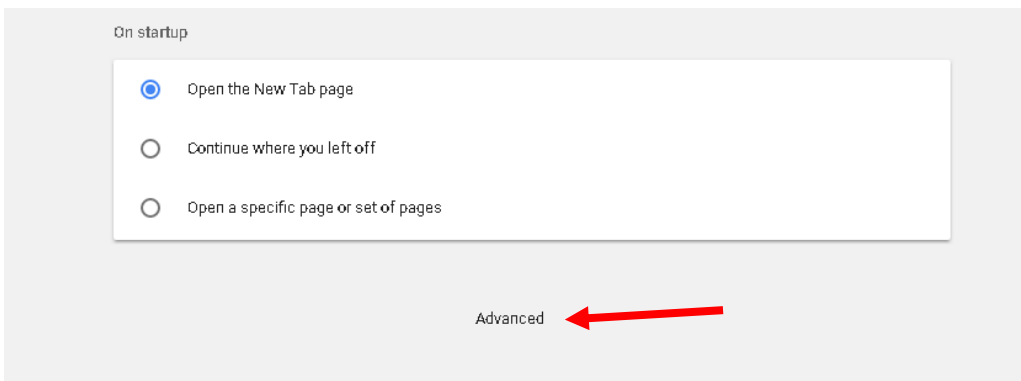 On startup
Open the New Tab page
Continue where you left off
Open a specific page or set of pages
Advanced